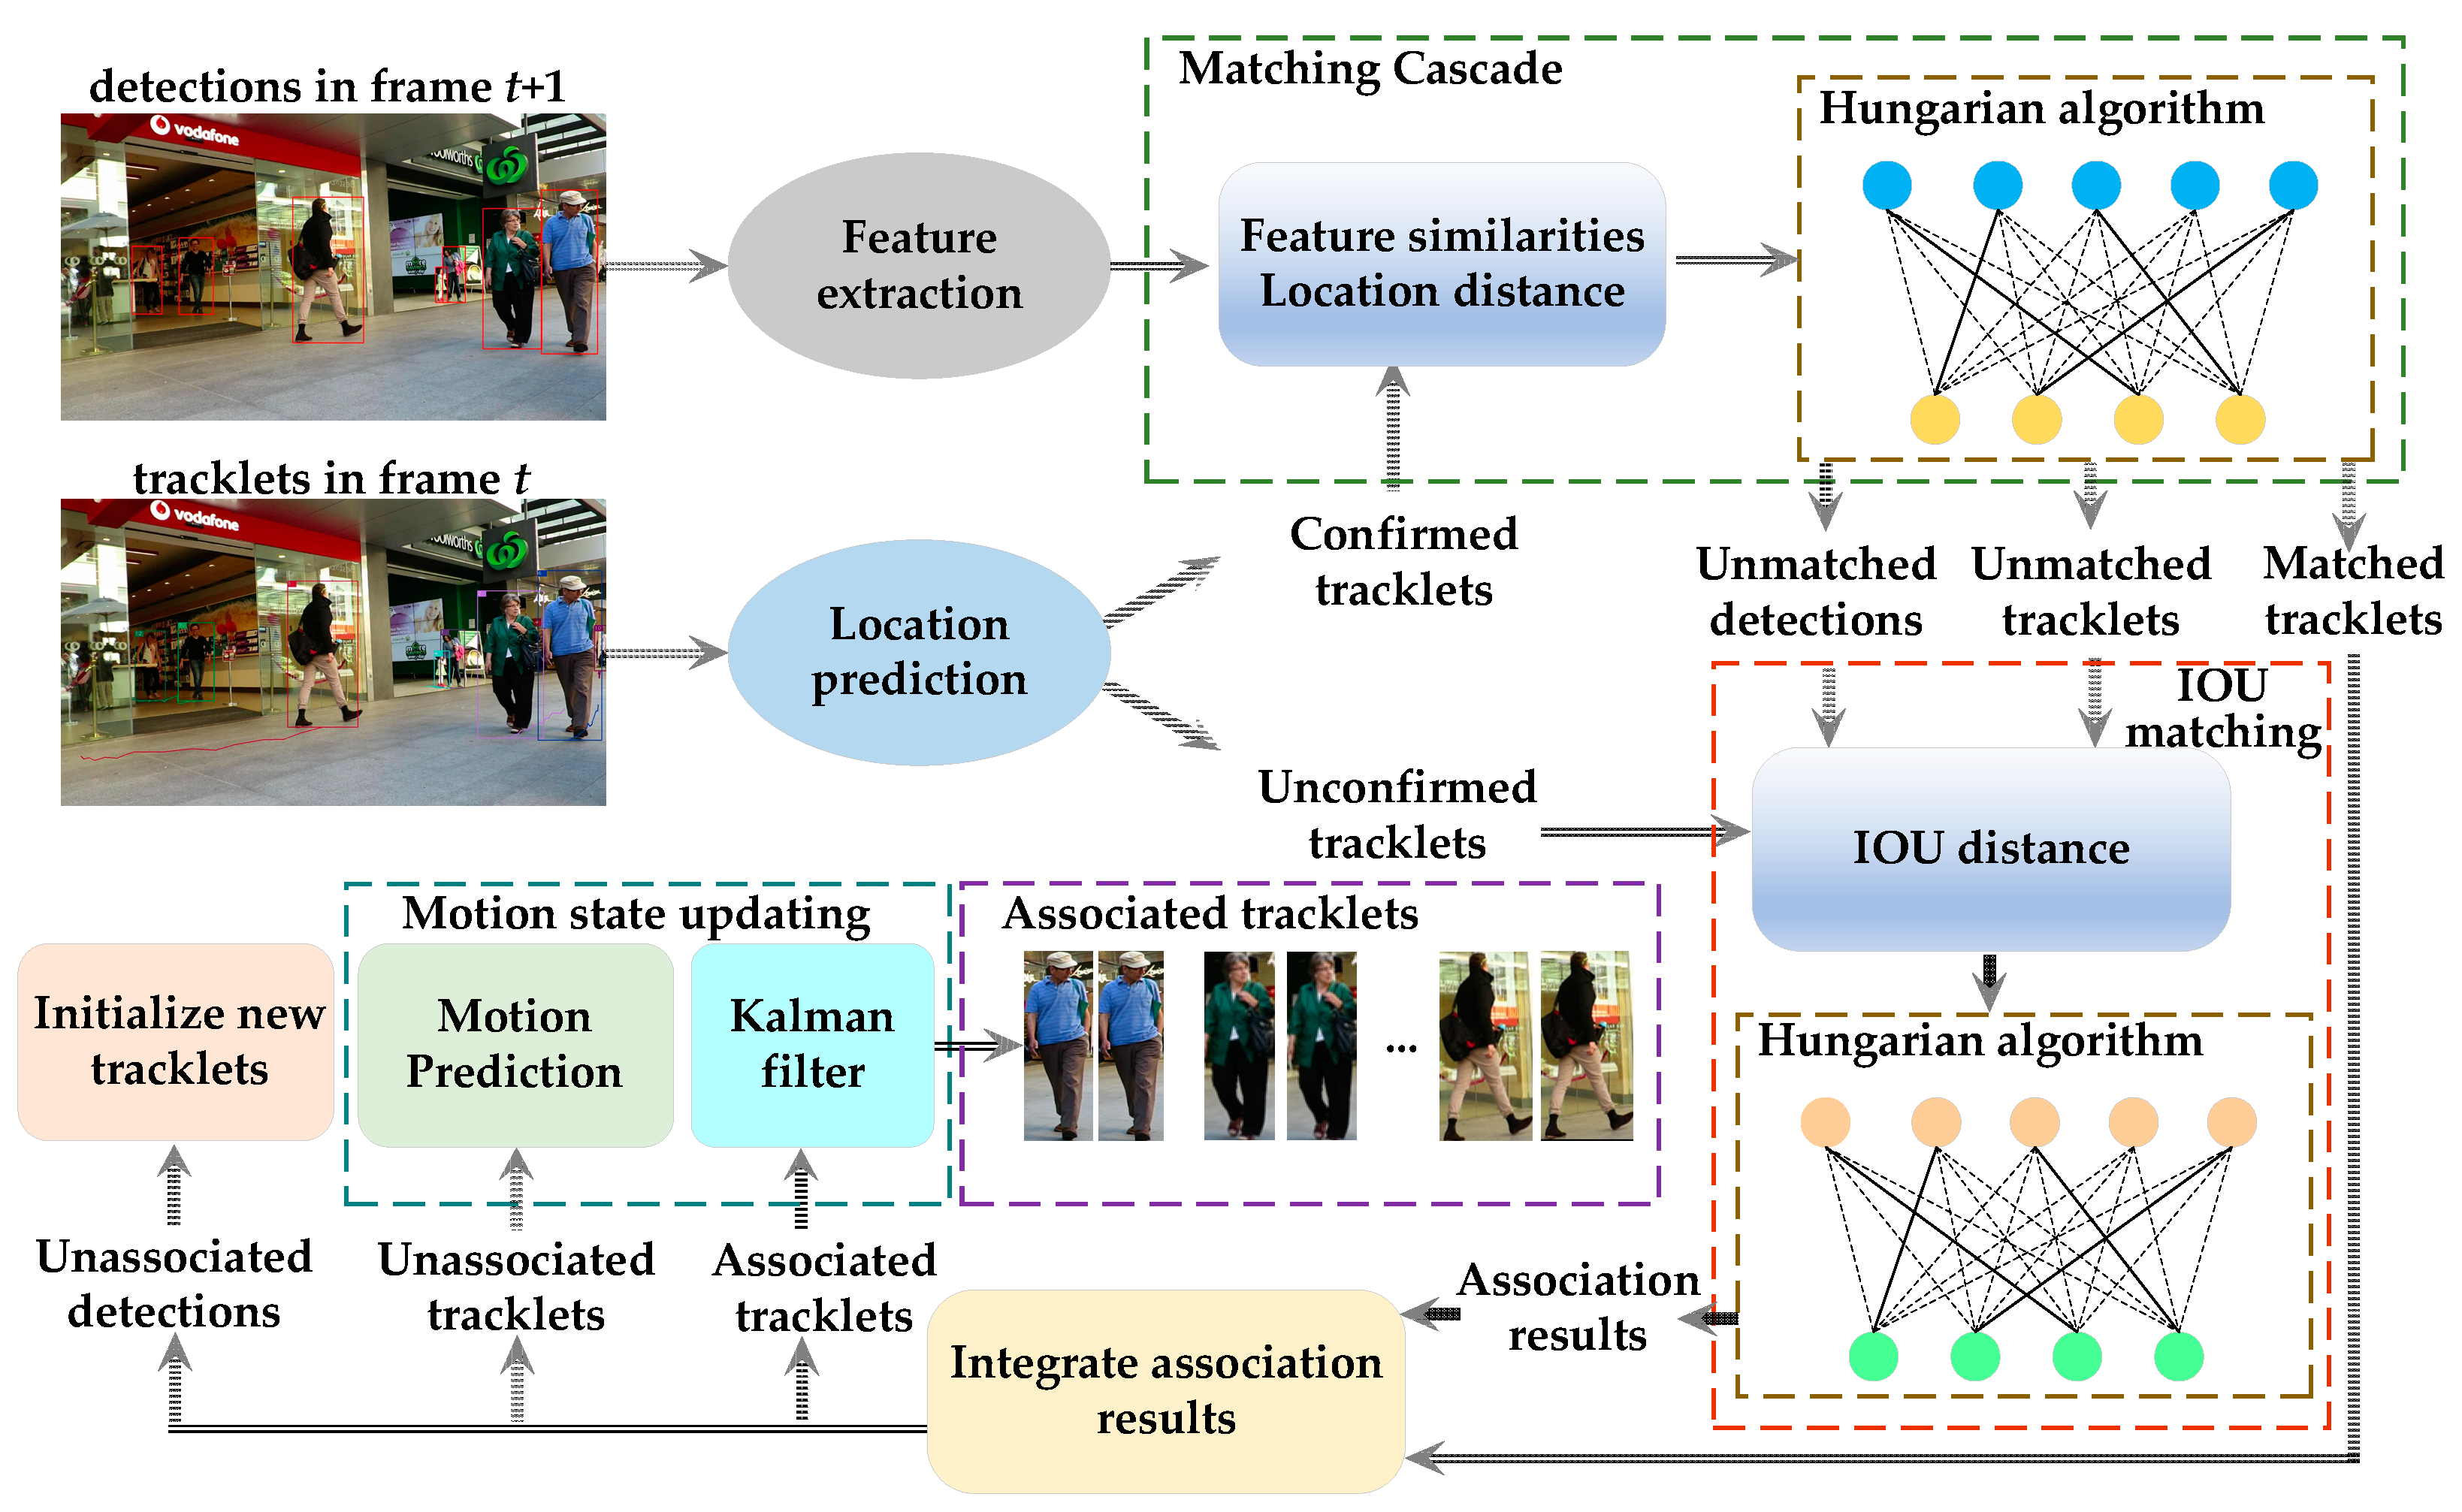 detections in frame t+1
vodafone
Matching Cascade
Hungarian algorithm
Feature
extraction
Feature similarities
Location distance
tracklets in frame t
vodafone
Location
prediction
Confirmed
tracklets
Unconfirmed
tracklets
Unmatched
detections
Unmatched
tracklets
Matched
tracklets
IOU
matching
IOU distance
Hungarian algorithm
Motion state updating
Associated tracklets
Initialize new
tracklets
Motion
Prediction
Kalman
filter
...
Unassociated
detections
Unassociated
tracklets
Associated
tracklets
Association
results
Integrate association
results